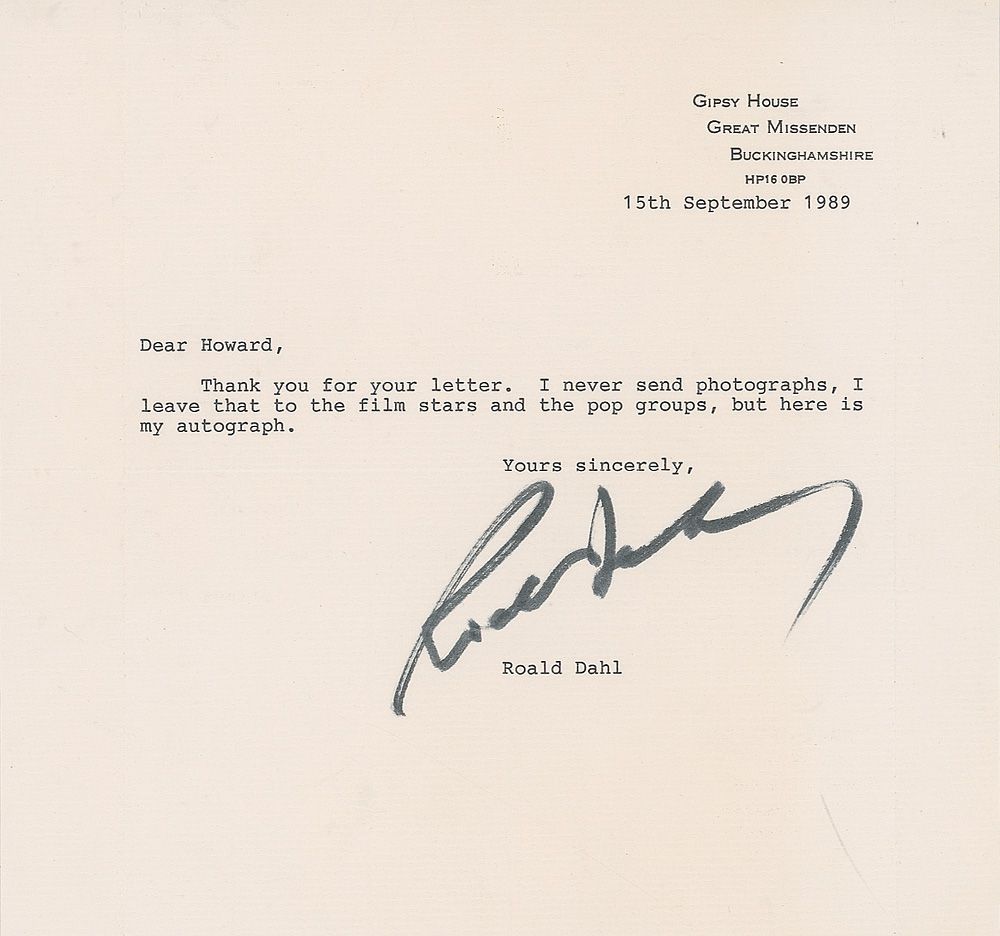 GIPSY HOUSE
GREAT MISSENDEN
BUCKINGHAMSHIRE
HP16 0BP
15th September 1989
Dear Howard,
Thank you for your letter. I never send photographs, I
leave that to the film stars and the pop groups, but here is
my autograph.
Yours sincerely,
Roald Dahl
Roald Dahl